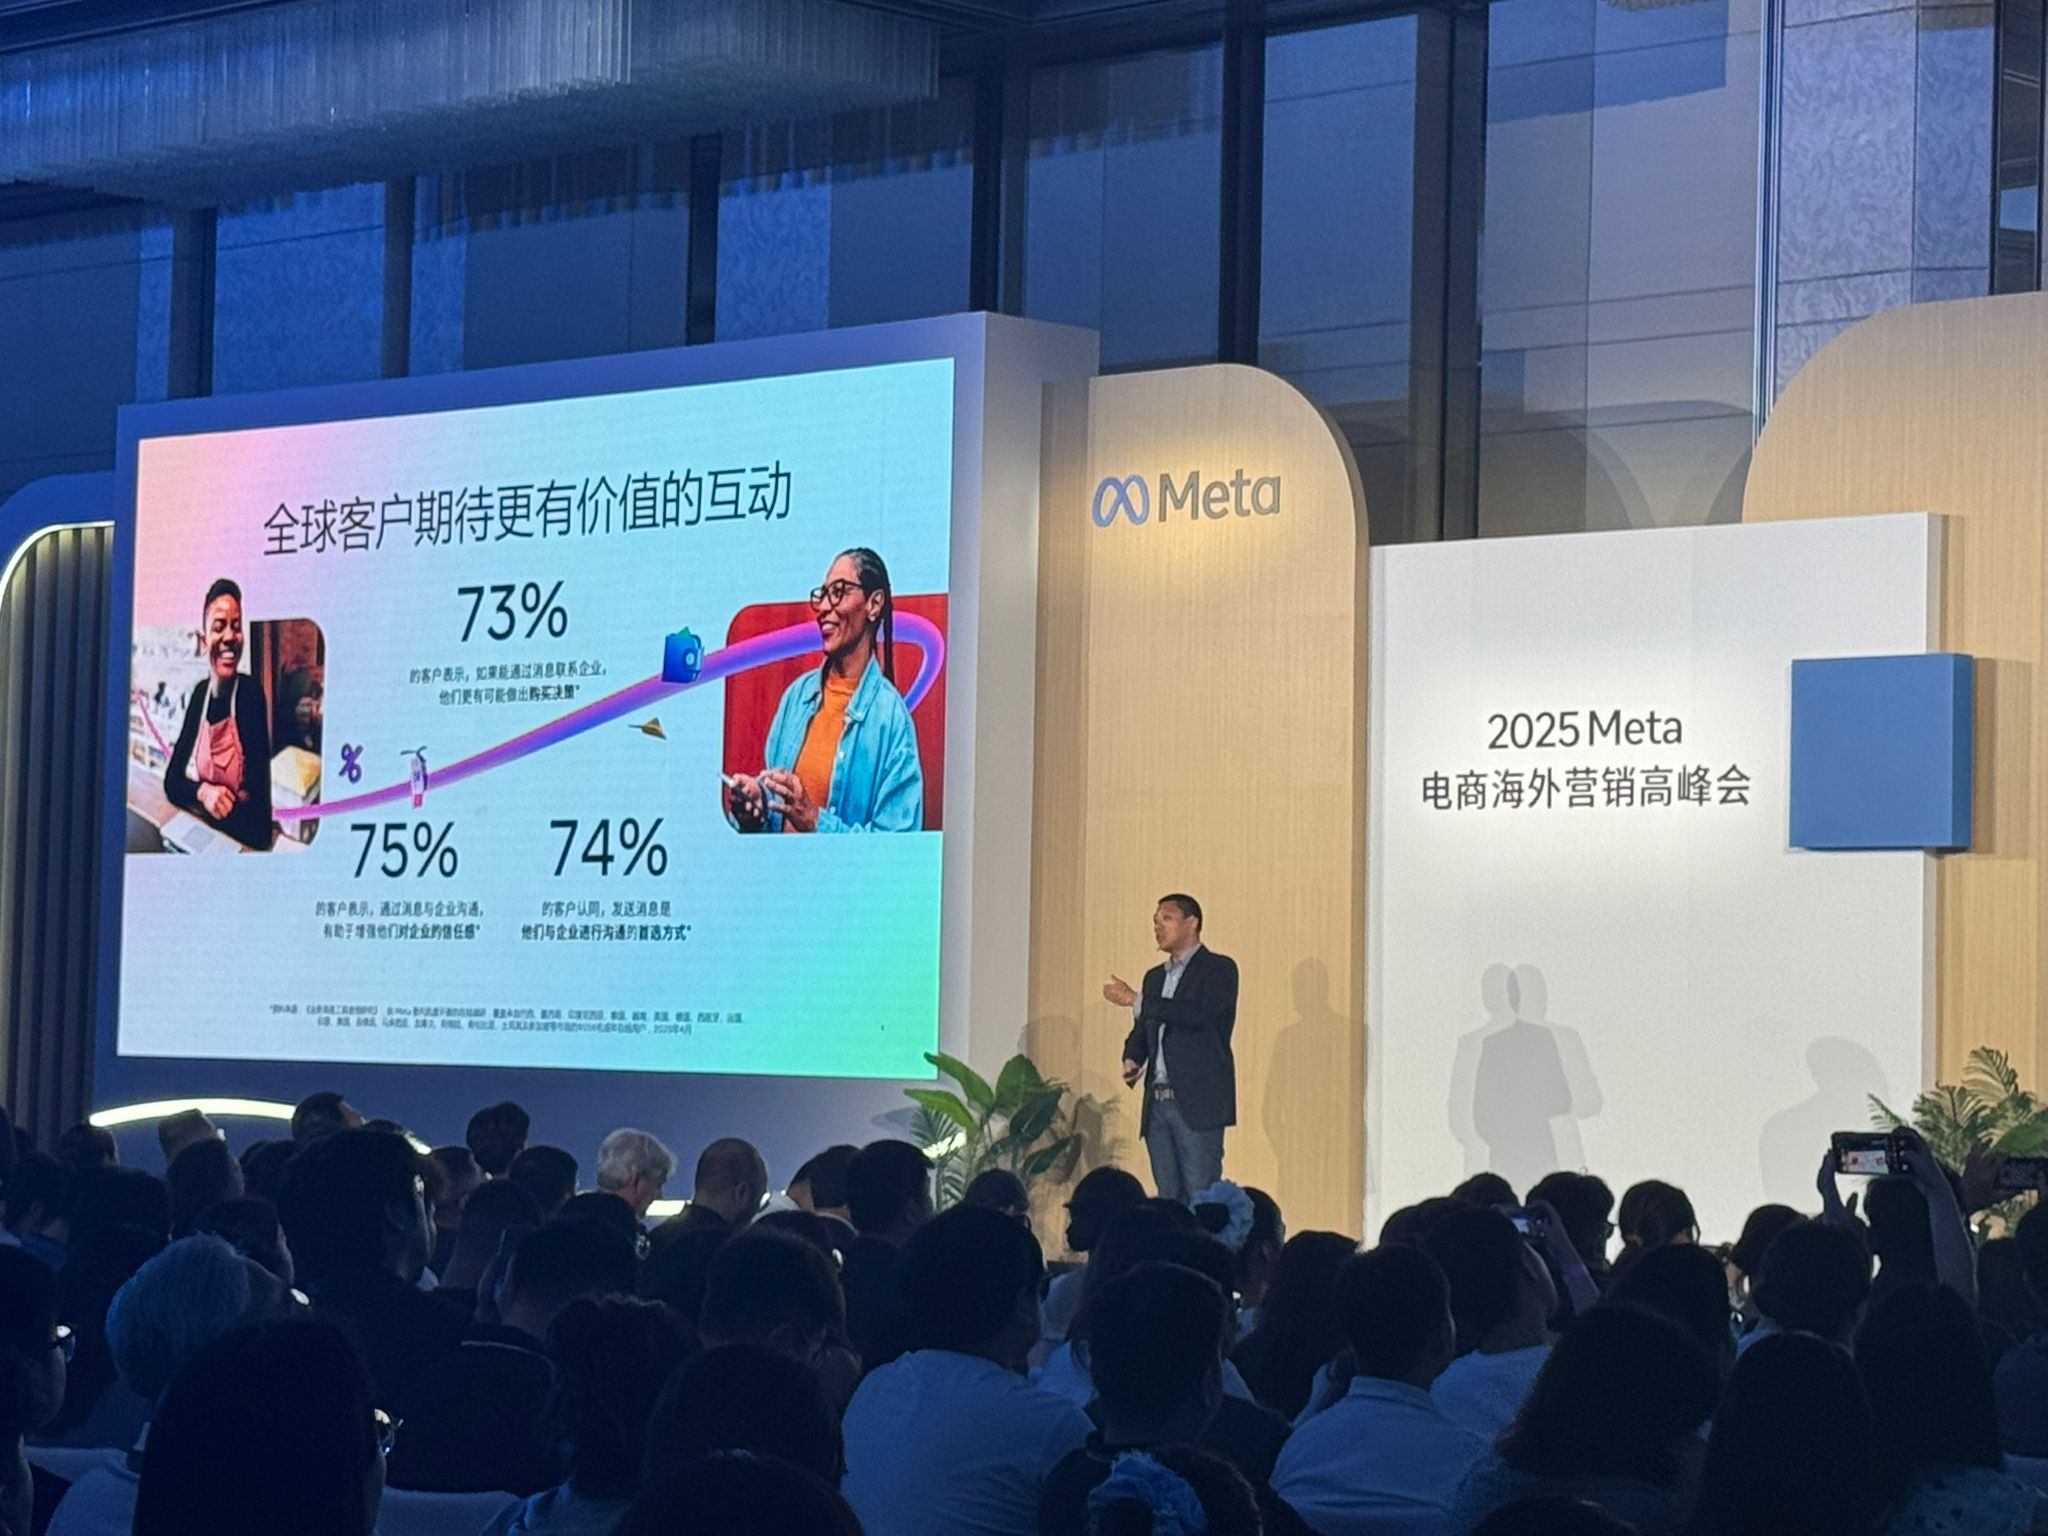 全球客户期待更有价值的互动
73%
的客户表示，如果能通过消息联系企业，
他们更有可能做出购买决策*
75%
的客户表示，通过消息与企业沟通，
有助于增强他们对企业的信任感*
74%
的客户认同，发送消息是
他们与企业进行沟通的首选方式*
Meta
2025 Meta
电商海外营销高峰会